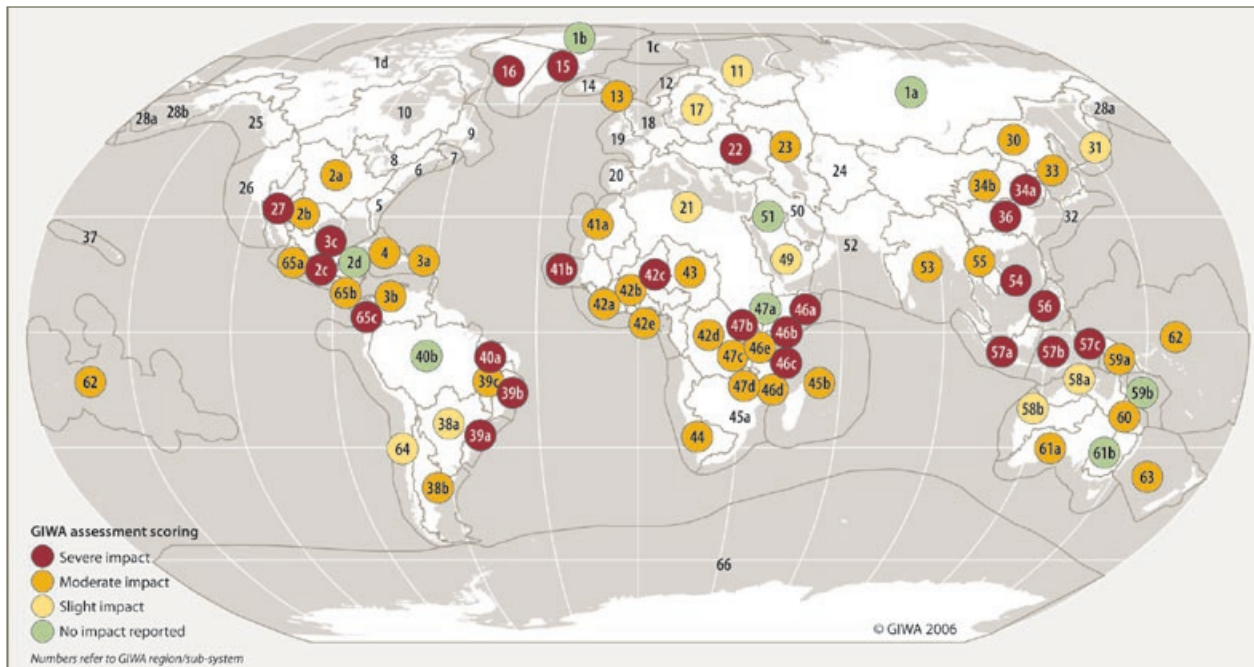 1b
1c
1d
16
15
11
14
12
13
1a
28a
28b
28a
17
25
10
18
9
30
19
22
23
31
8
7
6
33
2a
20
24
34b
34a
26
5
21
51
50
36
32
27
2b
41a
37
3c
4
49
52
65a
2c
2d
3a
41b
42c
43
53
55
54
65b
3b
42a
42b
47a
46a
56
65c
42e
47b
46b
42d
46e
62
40b
40a
47c
46c
57a
57b
57c
59a
62
39c
39b
47d
46d
45b
58a
59b
38a
45a
58b
60
39a
44
64
61a
61b
38b
63
GIWA assessment scoring
Severe impact
Moderate impact
Slight impact
66
No impact reported
© GIWA 2006
Numbers refer to GIWA region/sub-system